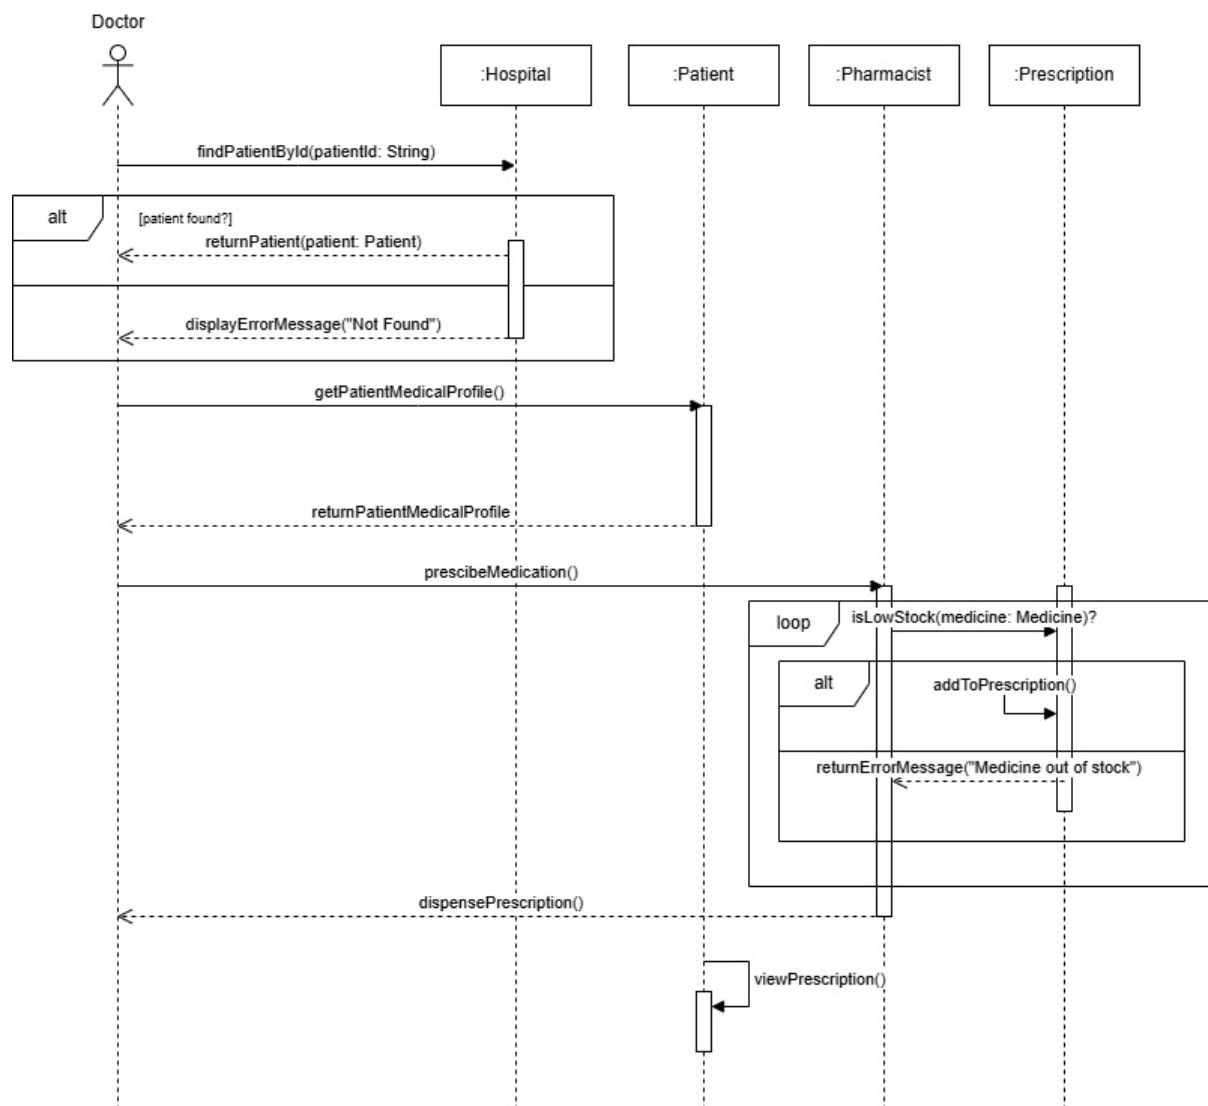 Doctor
:Hospital
:Patient
:Pharmacist
:Prescription
findPatientById(patientId: String)
alt
[patient found?]
returnPatient(patient: Patient)
displayErrorMessage("Not Found")
getPatientMedicalProfile()
returnPatientMedicalProfile
prescibeMedication()
loop
isLowStock(medicine: Medicine)?
alt
addToPrescription()
returnErrorMessage("Medicine out of stock")
dispensePrescription()
viewPrescription()